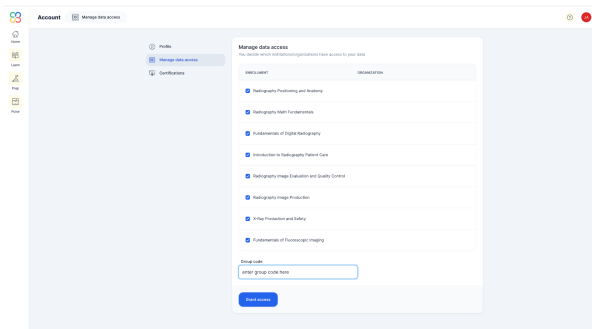 Account
Manage data access
JA
Home
Learn
Prep
Pulse
Profile
Manage data access
Certifications
Manage data access
You decide which institutions/organizations have access to your data
ENROLLMENT ORGANIZATION
Radiography Positioning and Anatomy
Radiography Math Fundamentals
Fundamentals of Digital Radiography
Introduction to Radiography Patient Care
Radiography Image Evaluation and Quality Control
Radiography Image Production
X-Ray Production and Safety
Fundamentals of Fluoroscopic Imaging
Group code
enter group code here
Grant access